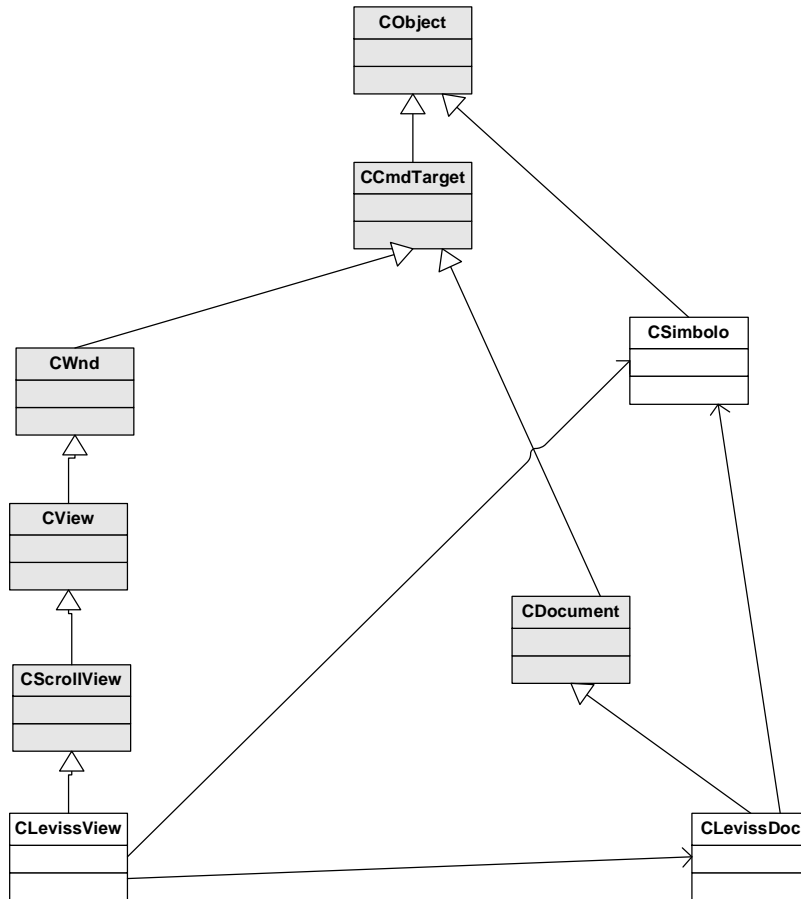 CObject
CCmdTarget
CSimbolo
CWnd
CView
CDocument
CScrollView
CLevissView
CLevissDoc